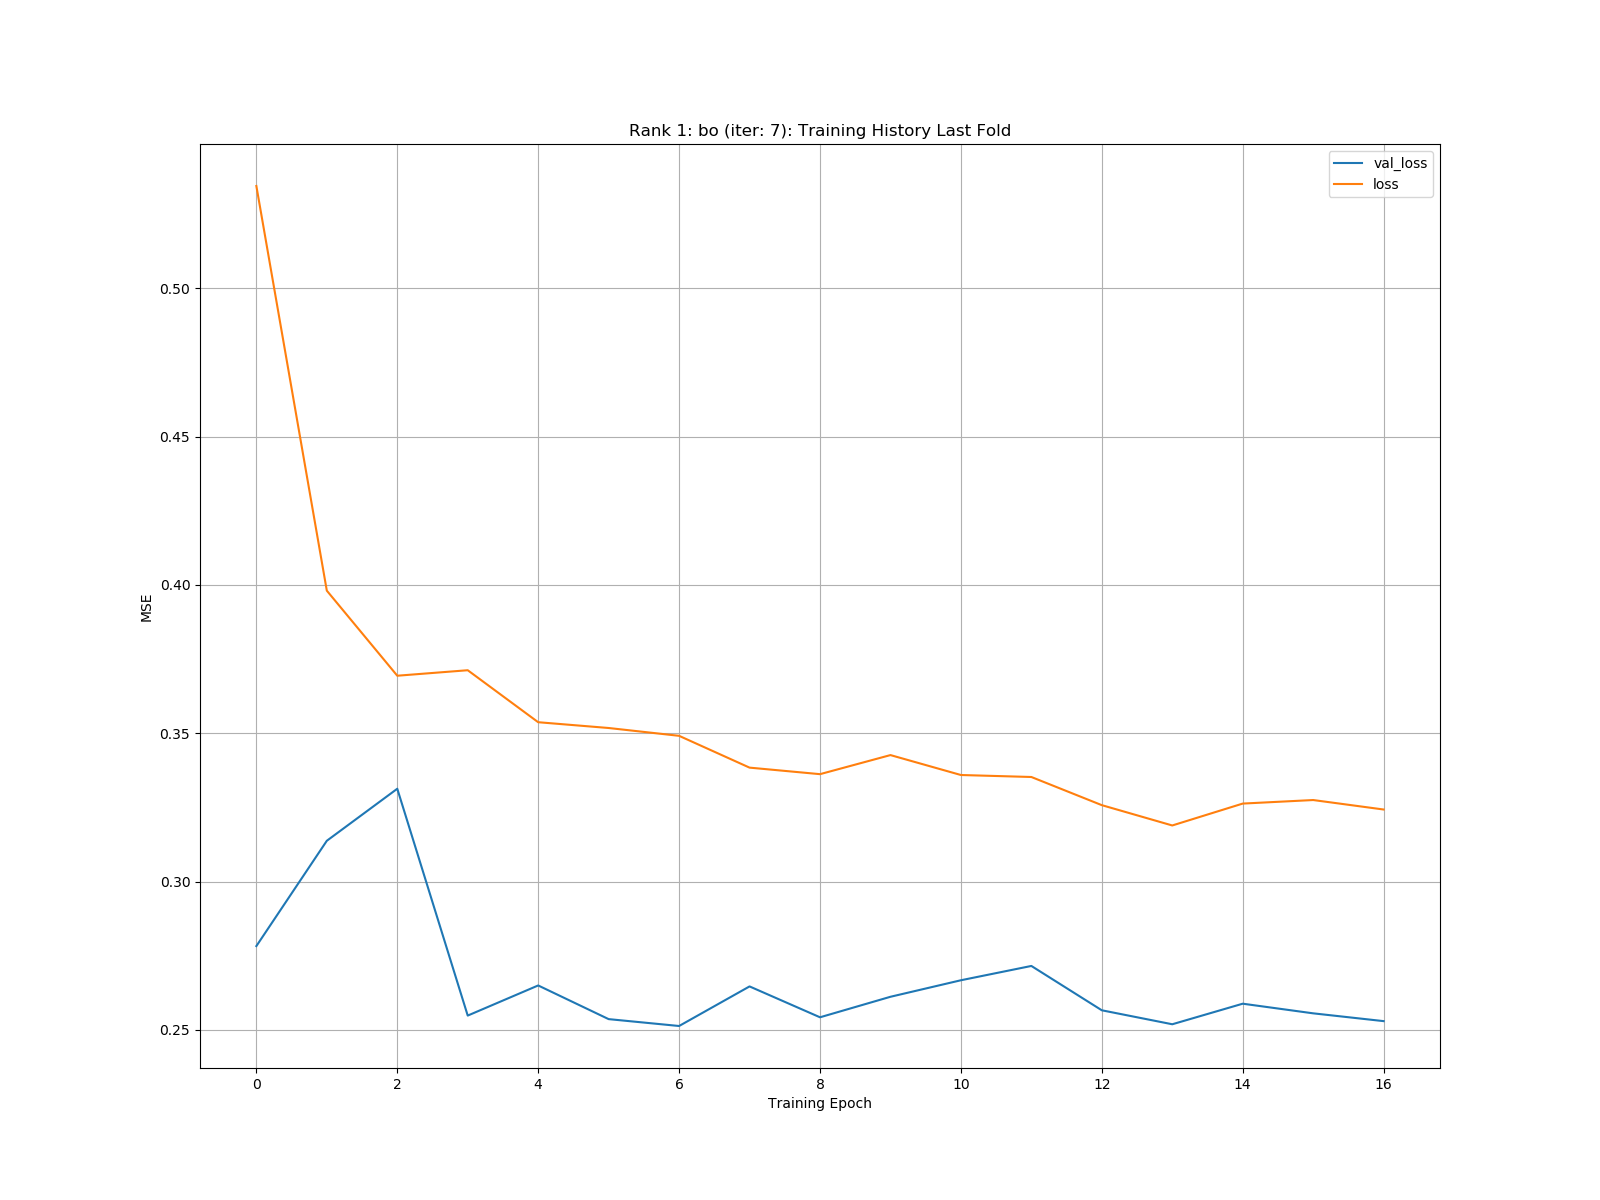 Rank 1: bo (iter: 7): Training History Last Fold
val_loss
loss
0.50
0.45
0.40
0.35
0.30
0.25
MSE
0 2 4 6 8 10 12 14 16
Training Epoch